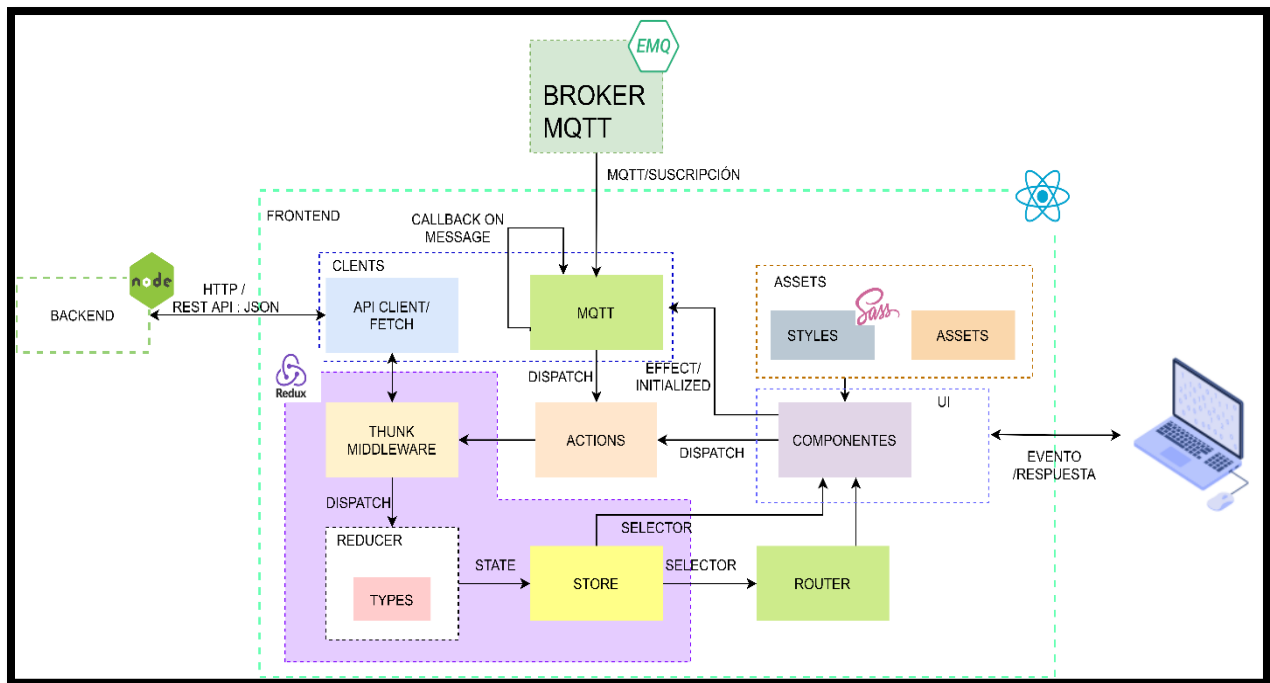 EMQ
BROKER
MQTT
MQTT/SUSCRIPCIÓN
FRONTEND
CALLBACK ON
MESSAGE
CLENTS
node
HTTP /
REST API : JSON
BACKEND
API CLIENT/
FETCH
MQTT
ASSETS
STYLES
Sass
ASSETS
Redux
DISPATCH
EFFECT/
INITIALIZED
UI
THUNK
MIDDLEWARE
ACTIONS
DISPATCH
COMPONENTES
EVENTO
/RESPUESTA
DISPATCH
REDUCER
TYPES
STATE
SELECTOR
STORE
SELECTOR
ROUTER